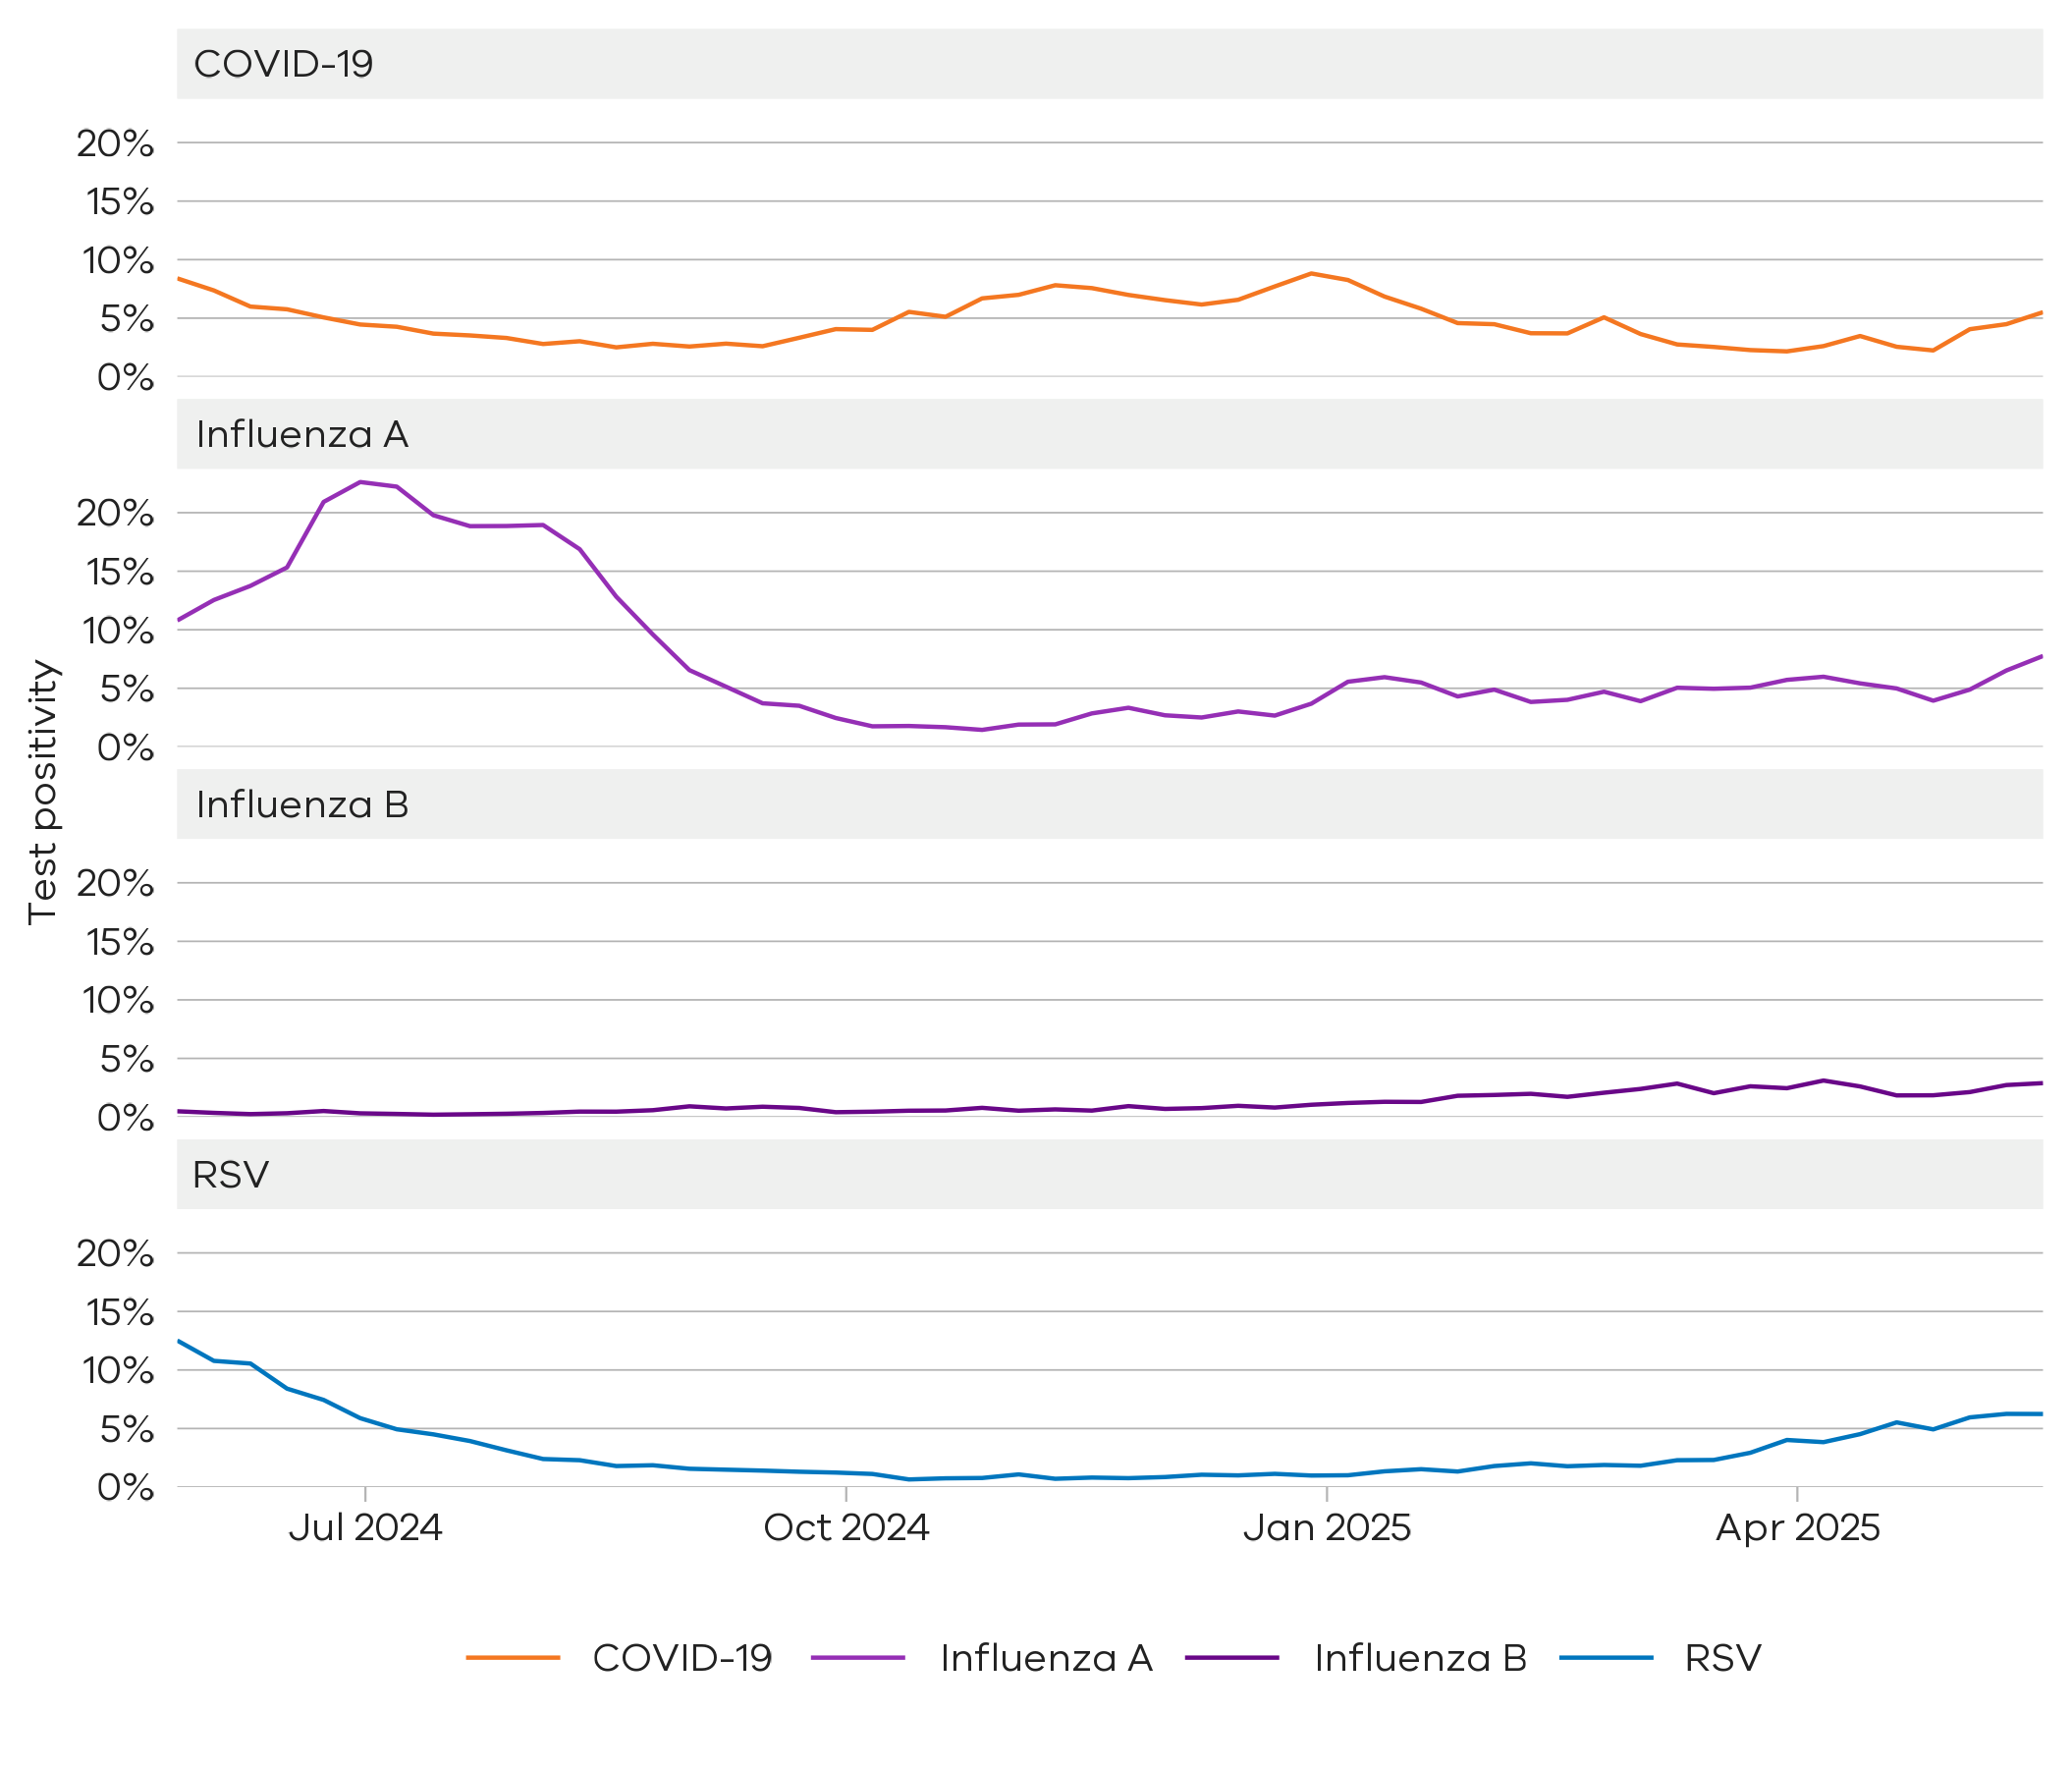 COVID-19
20%
15%
10%
5%
0%
Influenza A
20%
15%
10%
5%
0%
Influenza B
20%
15%
10%
5%
0%
RSV
20%
15%
10%
5%
0%
Test positivity
Jul 2024 Oct 2024 Jan 2025 Apr 2025
COVID-19 Influenza A Influenza B RSV